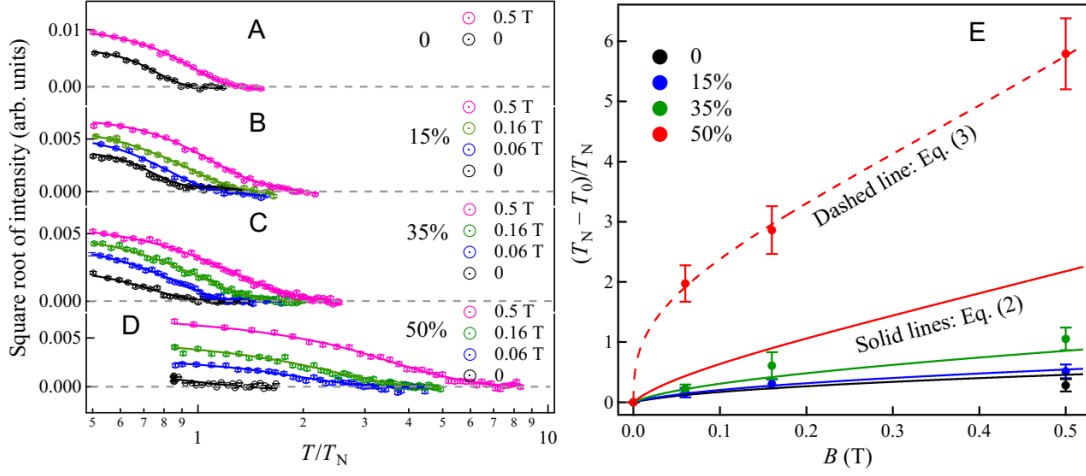 Square root of intensity (arb. units)
0.01
0.00
A
0
0.5 T
0
0.005
0.000
B
15%
0.5 T
0.16 T
0.06 T
0
0.005
0.000
C
35%
0.5 T
0.16 T
0.06 T
0
0.005
0.000
D
50%
0.5 T
0.16 T
0.06 T
0
5 6 7 8 9 1 2 3 4 5 6 7 8 9 10
T/T_N
E
(T_N − T_0)/T_N
6
5
4
3
2
1
0
0
15%
35%
50%
Dashed line: Eq. (3)
Solid lines: Eq. (2)
0.0 0.1 0.2 0.3 0.4 0.5
B (T)